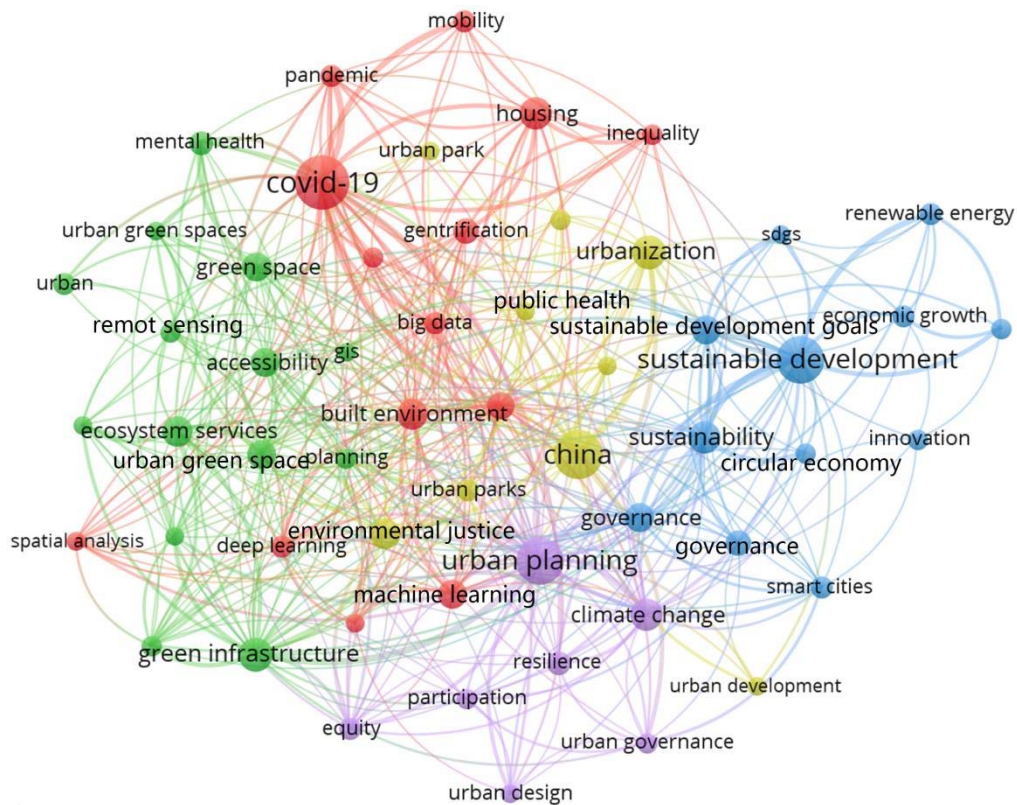 mobility
pandemic
housing
inequality
mental health
urban park
covid-19
urban green spaces
gentrification
renewable energy
sdgs
urbanization
green space
urban
public health
remot sensing
big data
sustainable development goals
economic growth
gis
accessibility
sustainable development
built environment
ecosystem services
sustainability
innovation
urban green space
planning
china
circular economy
urban parks
governance
environmental justice
spatial analysis
deep learning
urban planning
governance
smart cities
machine learning
climate change
green infrastructure
resilience
urban development
participation
equity
urban governance
urban design